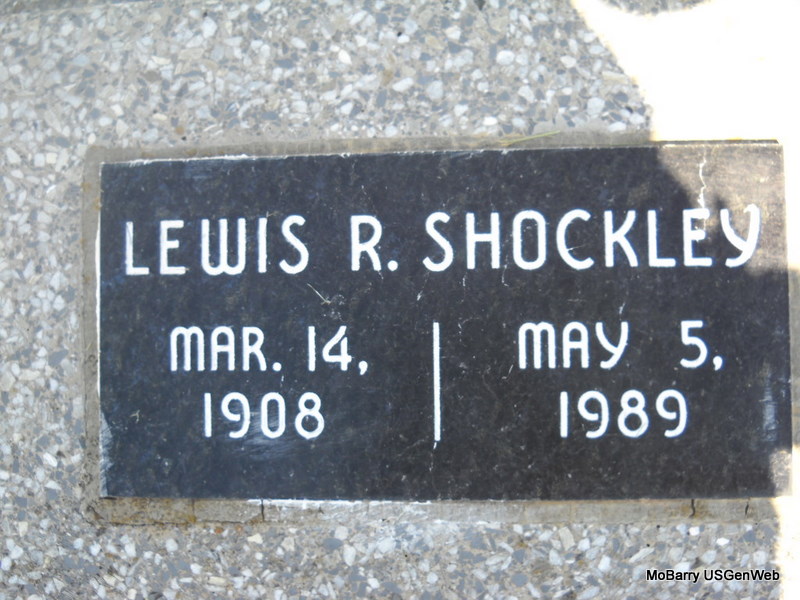 LEWIS R. SHOCKLEY
MAR. 14, MAY 5,
1908 1989
MoBarry USGenWeb